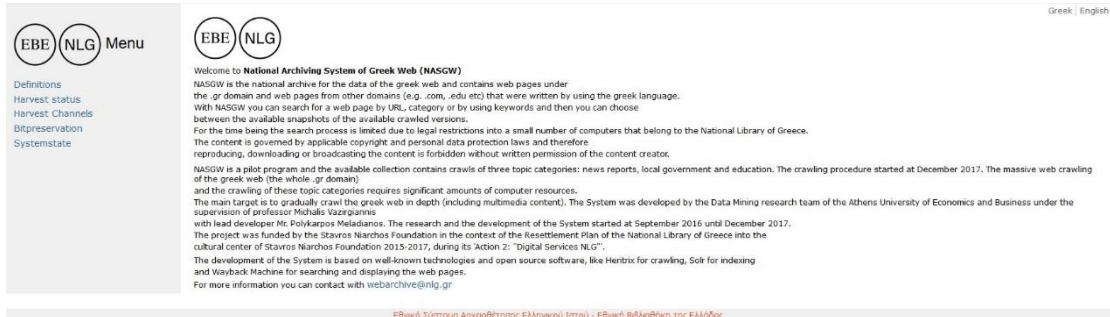 Greek | English
EBE NLG Menu
Definitions
Harvest status
Harvest Channels
Bitpreservation
Systemstate
EBE NLG
Welcome to National Archiving System of Greek Web (NASGW)
NASGW is the national archive for the data of the greek web and contains web pages under
the .gr domain and web pages from other domains (e.g. .com, .edu etc) that were written by using the greek language.
With NASGW you can search for a web page by URL, category or by using keywords and then you can choose
between the available snapshots of the available crawled versions.
For the time being the search process is limited due to legal restrictions into a small number of computers that belong to the National Library of Greece.
The content is governed by applicable copyright and personal data protection laws and therefore
reproducing, downloading or broadcasting the content is forbidden without written permission of the content creator.
NASGW is a pilot program and the available collection contains crawls of three topic categories: news reports, local government and education. The crawling procedure started at December 2017. The massive web crawling
of the greek web (the whole .gr domain)
and the crawling of these topic categories requires significant amounts of computer resources.
The main target is to gradually crawl the greek web in depth (including multimedia content). The System was developed by the Data Mining research team of the Athens University of Economics and Business under the
supervision of professor Michalis Vazirgiannis
with lead developer Mr. Polykarpos Meladianos. The research and the development of the System started at September 2016 until December 2017.
The project was funded by the Stavros Niarchos Foundation in the context of the Resettlement Plan of the National Library of Greece into the
cultural center of Stavros Niarchos Foundation 2015-2017, during its 'Action 2: "Digital Services NLG"'.
The development of the System is based on well-known technologies and open source software, like Heritrix for crawling, Solr for indexing
and Wayback Machine for searching and displaying the web pages.
For more information you can contact with webarchive@nlg.gr
Εθνικό Σύστημα Αρχειοθέτησης Ελληνικού Ιστού - Εθνική Βιβλιοθήκη της Ελλάδος